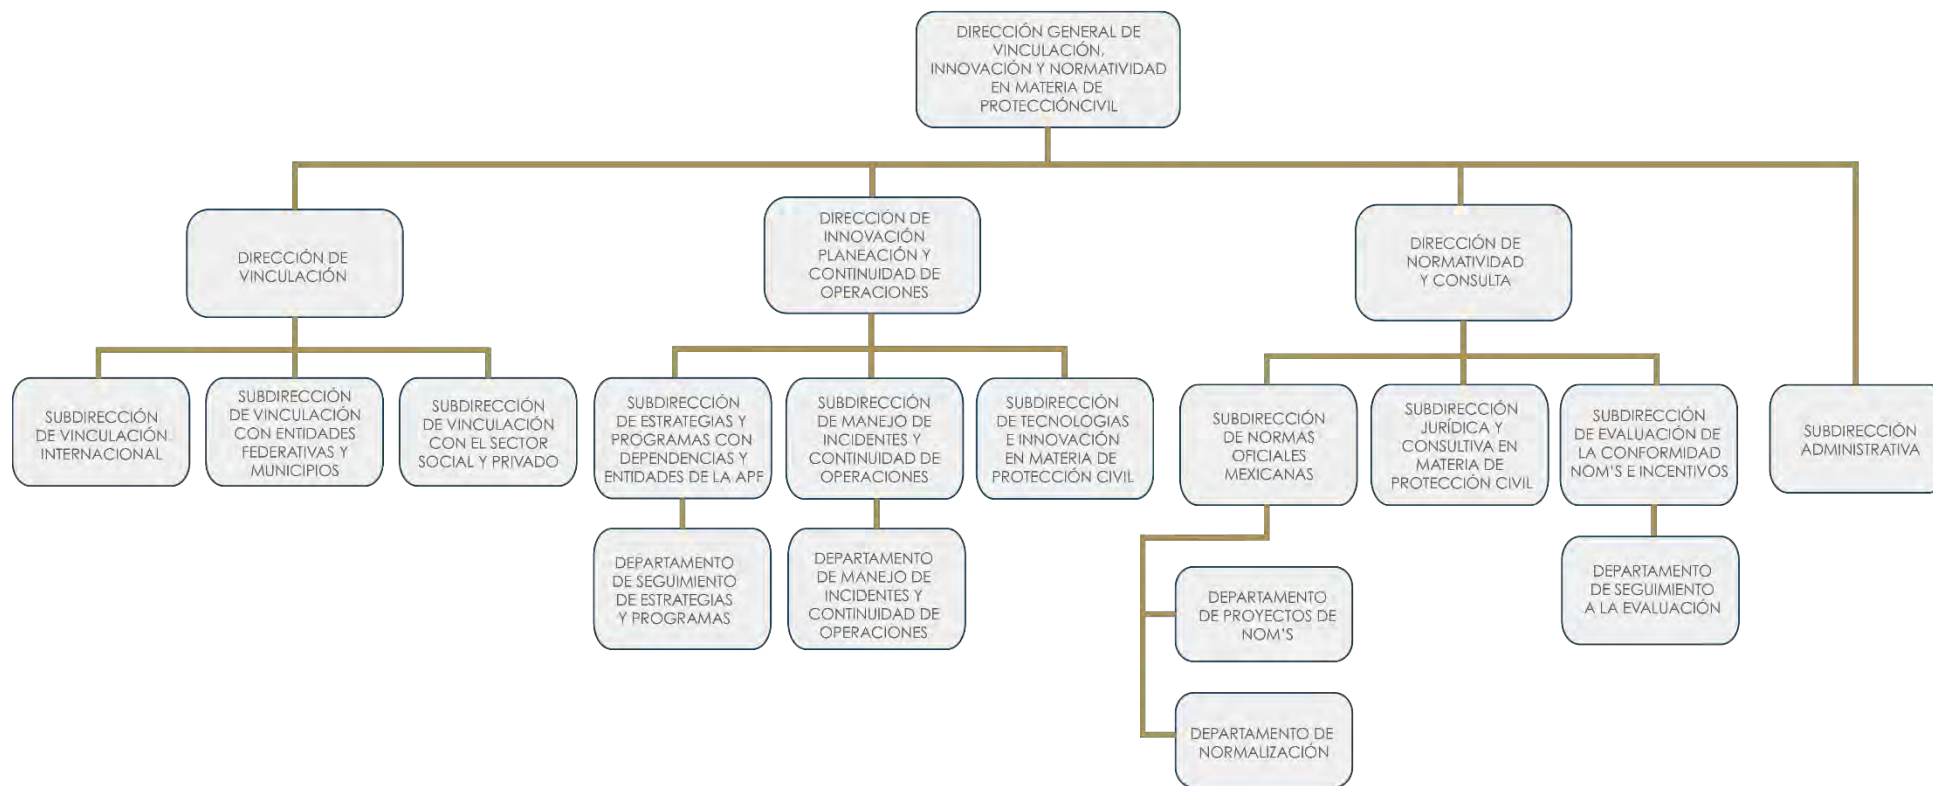 DIRECCIÓN GENERAL DE
VINCULACIÓN,
INNOVACIÓN Y NORMATIVIDAD
EN MATERIA DE
PROTECCIÓNCIVIL
DIRECCIÓN DE
VINCULACIÓN
DIRECCIÓN DE
INNOVACIÓN
PLANEACIÓN Y
CONTINUIDAD DE
OPERACIONES
DIRECCIÓN DE
NORMATIVIDAD
Y CONSULTA
SUBDIRECCIÓN
DE VINCULACIÓN
INTERNACIONAL
SUBDIRECCIÓN
DE VINCULACIÓN
CON ENTIDADES
FEDERATIVAS Y
MUNICIPIOS
SUBDIRECCIÓN
DE VINCULACIÓN
CON EL SECTOR
SOCIAL Y PRIVADO
SUBDIRECCIÓN
DE ESTRATEGIAS Y
PROGRAMAS CON
DEPENDENCIAS Y
ENTIDADES DE LA APF
SUBDIRECCIÓN
DE MANEJO DE
INCIDENTES Y
CONTINUIDAD DE
OPERACIONES
SUBDIRECCIÓN
DE TECNOLOGIAS
E INNOVACIÓN
EN MATERIA DE
PROTECCIÓN CIVIL
SUBDIRECCIÓN
DE NORMAS
OFICIALES
MEXICANAS
SUBDIRECCIÓN
JURÍDICA Y
CONSULTIVA EN
MATERIA DE
PROTECCIÓN CIVIL
SUBDIRECCIÓN
DE EVALUACIÓN DE
LA CONFORMIDAD
NOM'S E INCENTIVOS
SUBDIRECCIÓN
ADMINISTRATIVA
DEPARTAMENTO
DE SEGUIMIENTO
DE ESTRATEGIAS
Y PROGRAMAS
DEPARTAMENTO
DE MANEJO DE
INCIDENTES Y
CONTINUIDAD DE
OPERACIONES
DEPARTAMENTO
DE PROYECTOS DE
NOM'S
DEPARTAMENTO DE
NORMALIZACIÓN
DEPARTAMENTO
DE SEGUIMIENTO
A LA EVALUACIÓN